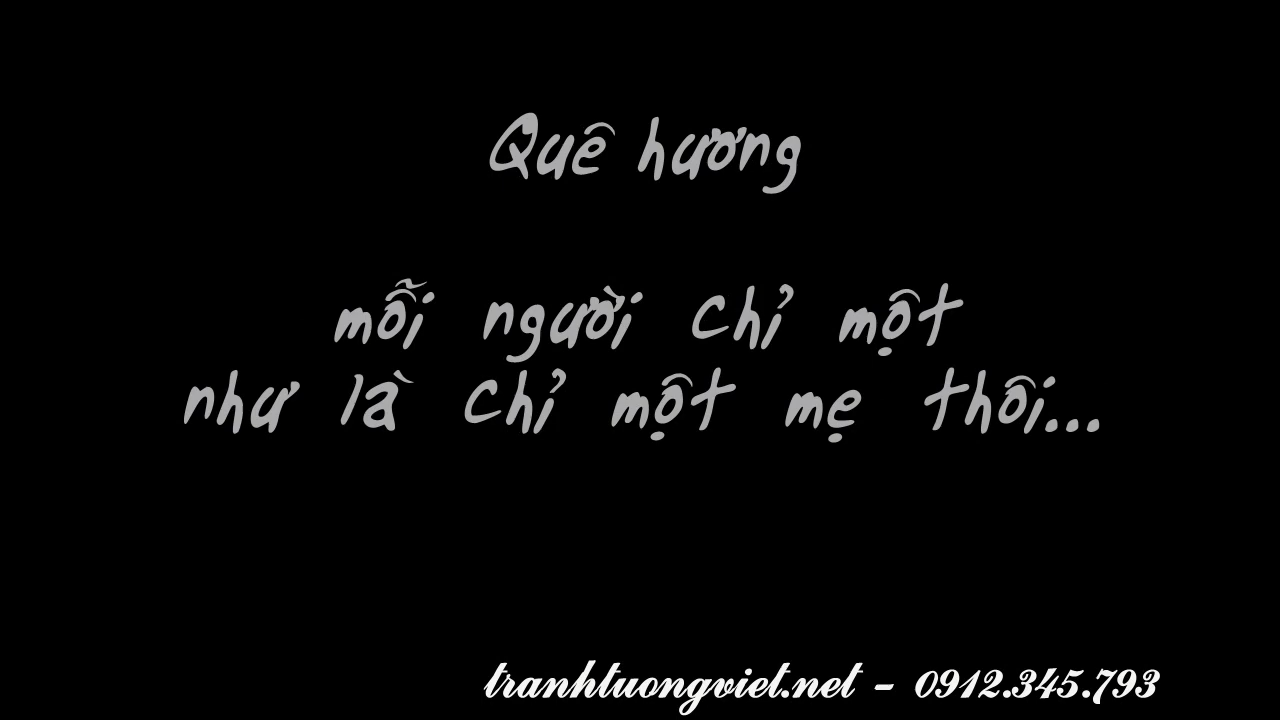 Quê hương
mỗi người chỉ một
như là chỉ một mẹ thôi...
tranhtuongviet.net - 0912.345.793